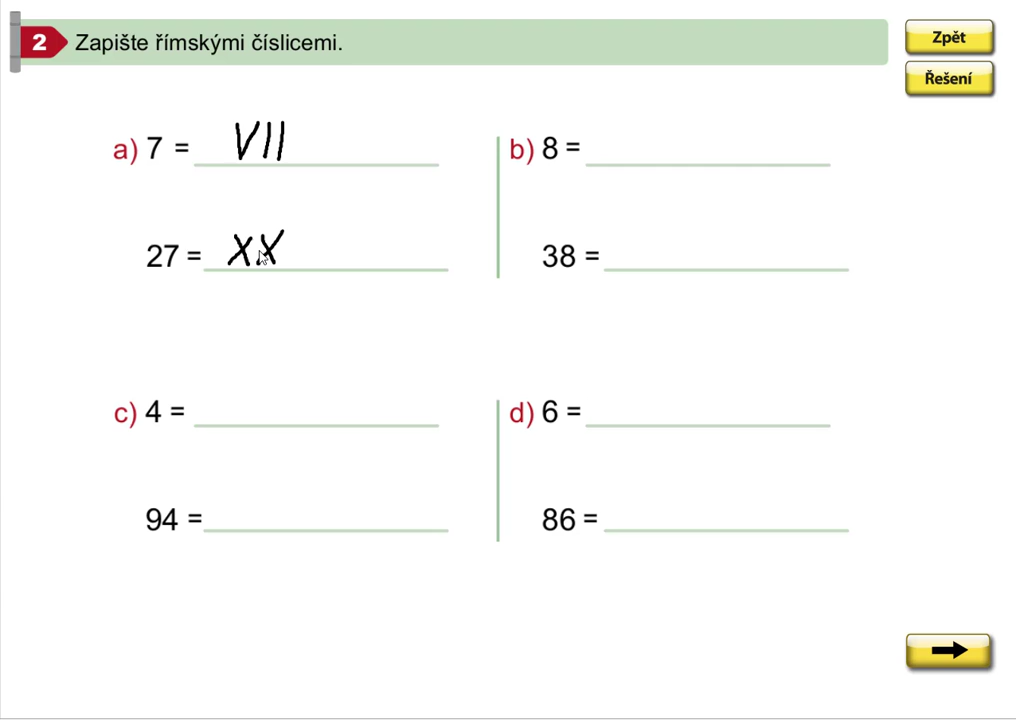 2 Zapište římskými číslicemi.
Zpět
Řešení
a) 7 = VII
27 = XX
b) 8 =
38 =
c) 4 =
94 =
d) 6 =
86 =